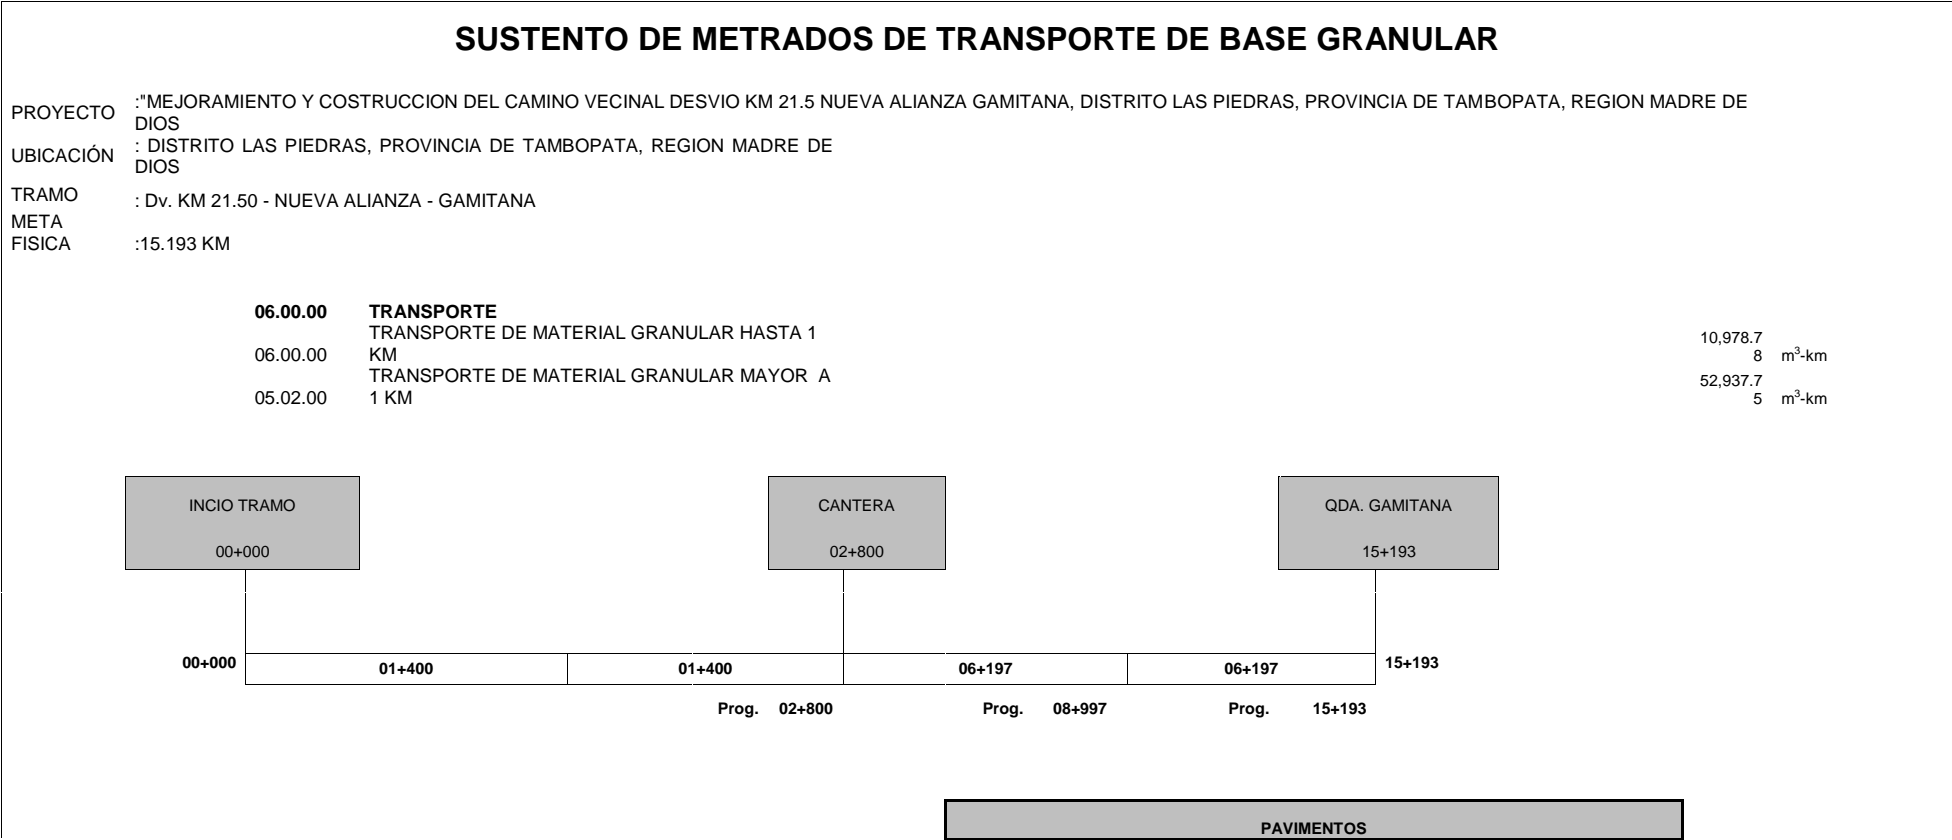 SUSTENTO DE METRADOS DE TRANSPORTE DE BASE GRANULAR
PROYECTO :"MEJORAMIENTO Y COSTRUCCION DEL CAMINO VECINAL DESVIO KM 21.5 NUEVA ALIANZA GAMITANA, DISTRITO LAS PIEDRAS, PROVINCIA DE TAMBOPATA, REGION MADRE DE
DIOS
UBICACIÓN : DISTRITO LAS PIEDRAS, PROVINCIA DE TAMBOPATA, REGION MADRE DE
DIOS
TRAMO : Dv. KM 21.50 - NUEVA ALIANZA - GAMITANA
META
FISICA :15.193 KM
06.00.00 TRANSPORTE
TRANSPORTE DE MATERIAL GRANULAR HASTA 1 10,978.7
06.00.00 KM 8 m³-km
TRANSPORTE DE MATERIAL GRANULAR MAYOR A 52,937.7
05.02.00 1 KM 5 m³-km
INCIO TRAMO CANTERA QDA. GAMITANA
00+000 02+800 15+193
00+000 01+400 01+400 06+197 06+197 15+193
Prog. 02+800 Prog. 08+997 Prog. 15+193
PAVIMENTOS